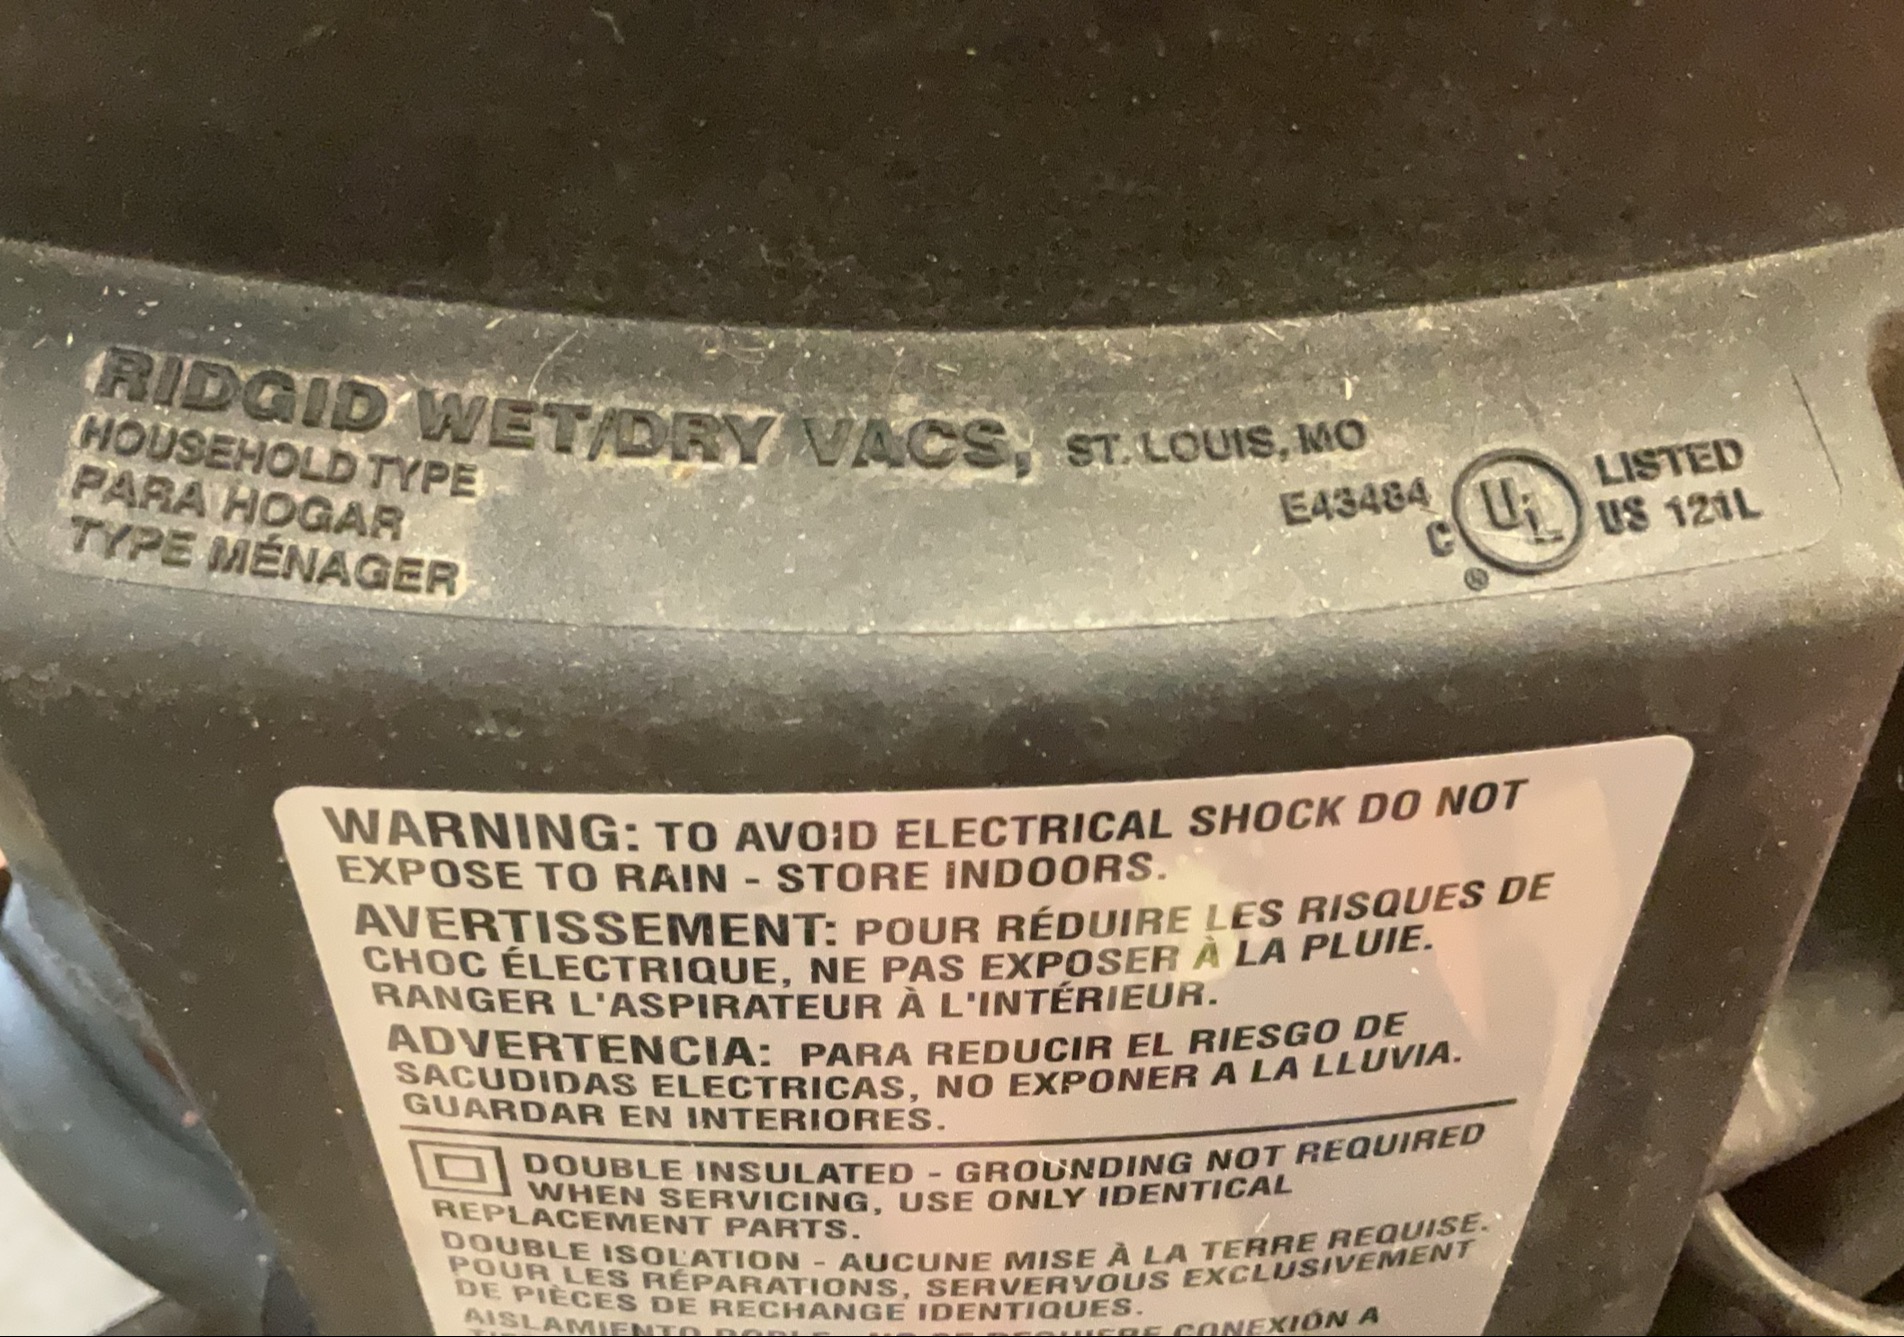 RIDGID WET/DRY VACS, ST. LOUIS, MO
HOUSEHOLD TYPE
PARA HOGAR
TYPE MÉNAGER
E43484
C UL US LISTED 121L
®
WARNING: TO AVOID ELECTRICAL SHOCK DO NOT
EXPOSE TO RAIN - STORE INDOORS.
AVERTISSEMENT: POUR RÉDUIRE LES RISQUES DE
CHOC ÉLECTRIQUE, NE PAS EXPOSER À LA PLUIE.
RANGER L'ASPIRATEUR À L'INTÉRIEUR.
ADVERTENCIA: PARA REDUCIR EL RIESGO DE
SACUDIDAS ELECTRICAS, NO EXPONER A LA LLUVIA.
GUARDAR EN INTERIORES.
DOUBLE INSULATED - GROUNDING NOT REQUIRED
WHEN SERVICING, USE ONLY IDENTICAL
REPLACEMENT PARTS.
DOUBLE ISOLATION - AUCUNE MISE À LA TERRE REQUISE.
POUR LES RÉPARATIONS, SERVERVOUS EXCLUSIVEMENT
DE PIÈCES DE RECHANGE IDENTIQUES.
AISLAMIENTO DOBLE - NO SE REQUIERE CONEXIÓN A